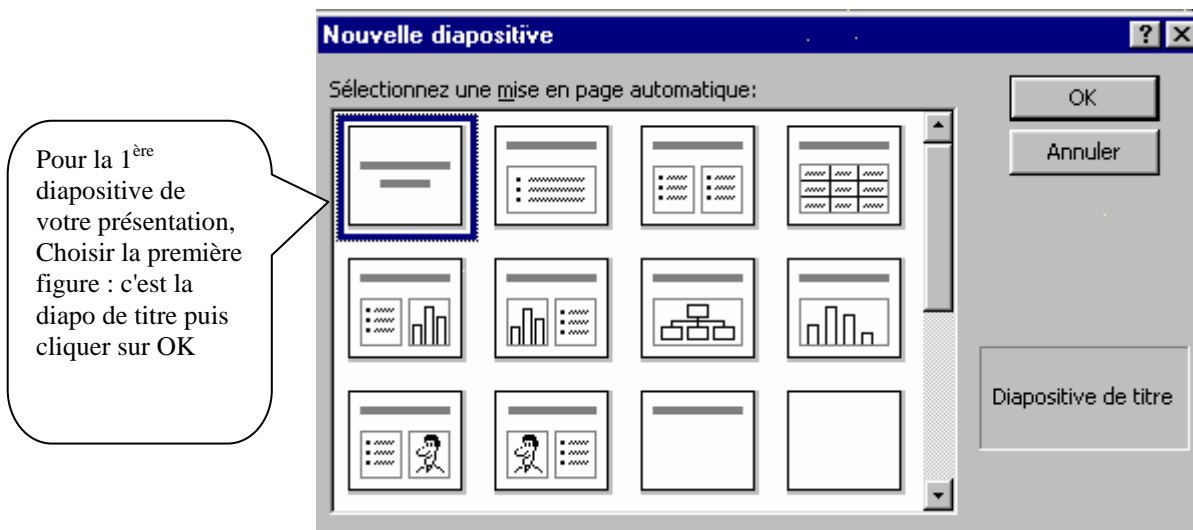 Nouvelle diapositive
Sélectionnez une mise en page automatique:
OK
Annuler
Diapositive de titre
Pour la 1ère
diapositive de
votre présentation,
Choisir la première
figure : c'est la
diapo de titre puis
cliquer sur OK